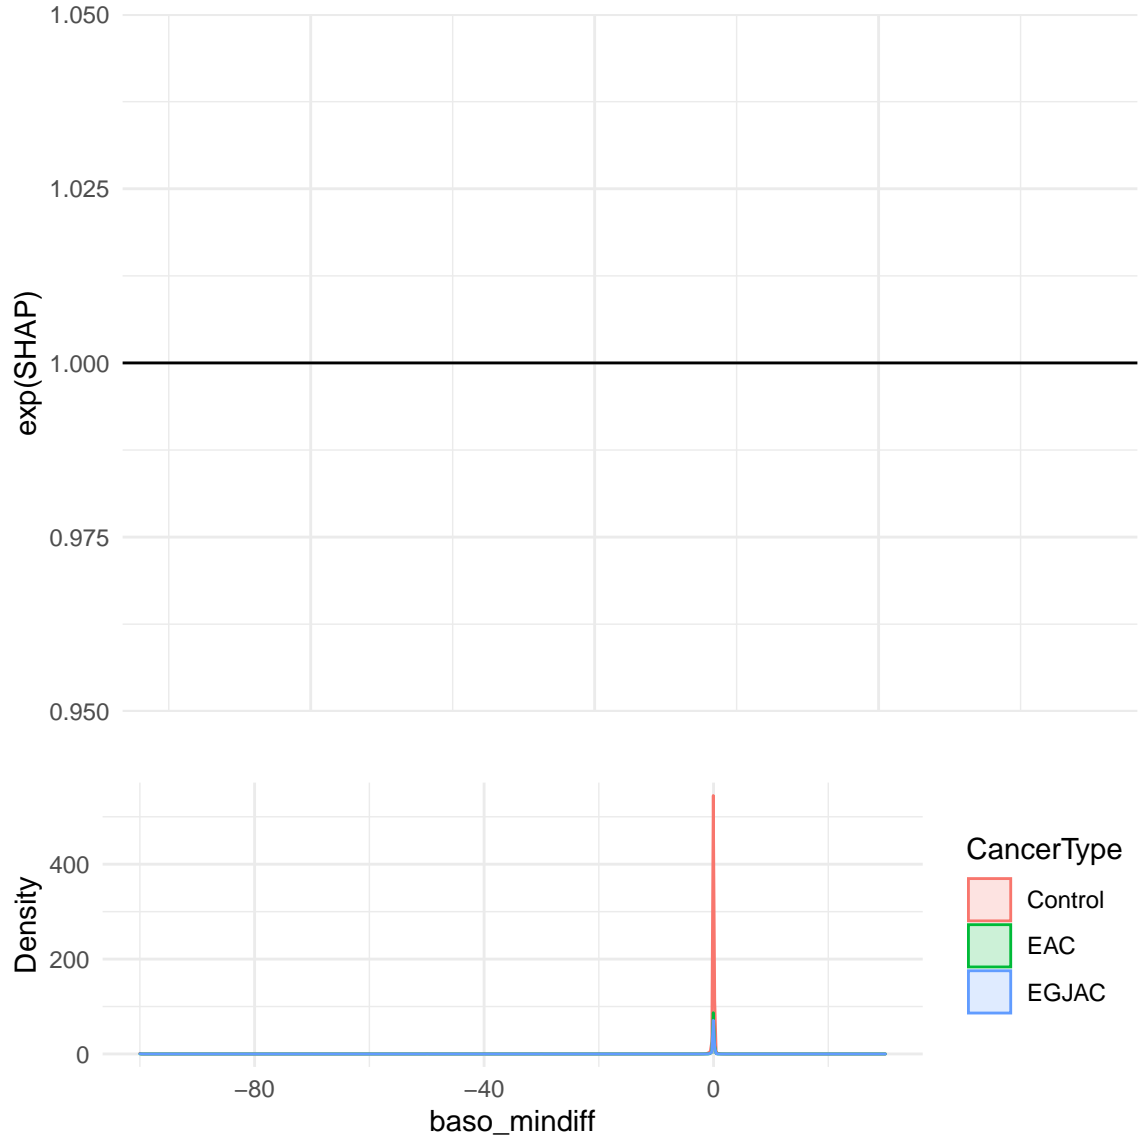 1.050
1.025
1.000
0.975
0.950
exp(SHAP)
400
200
0
Density
−80
−40
0
baso_mindiff
CancerType
Control
EAC
EGJAC